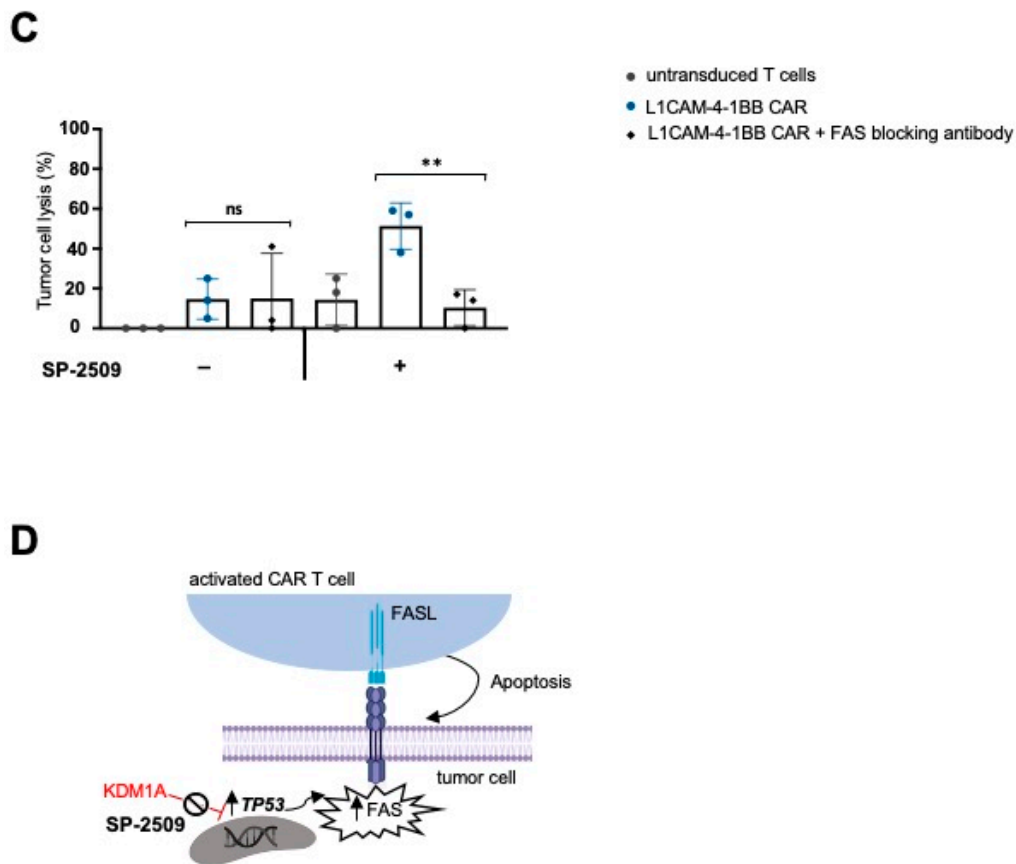 C
untransduced T cells
L1CAM-4-1BB CAR
L1CAM-4-1BB CAR + FAS blocking antibody
Tumor cell lysis (%)
100
80
60
40
20
0
ns
**
SP-2509
–
+
D
activated CAR T cell
FASL
Apoptosis
tumor cell
KDM1A
SP-2509
TP53
FAS